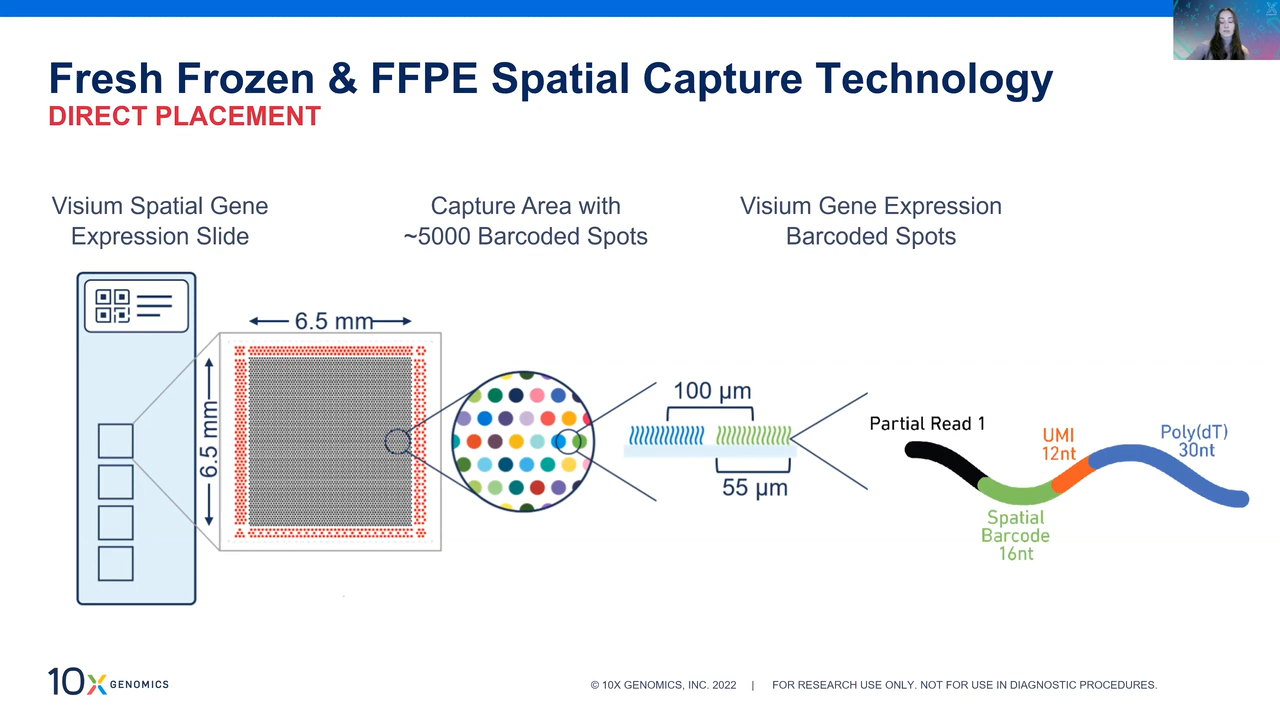 Fresh Frozen & FFPE Spatial Capture Technology
DIRECT PLACEMENT
Visium Spatial Gene
Expression Slide
Capture Area with
~5000 Barcoded Spots
Visium Gene Expression
Barcoded Spots
6.5 mm
6.5 mm
100 µm
55 µm
Partial Read 1
Spatial
Barcode
16nt
UMI
12nt
Poly(dT)
30nt
10x GENOMICS
© 10X GENOMICS, INC. 2022 | FOR RESEARCH USE ONLY. NOT FOR USE IN DIAGNOSTIC PROCEDURES.